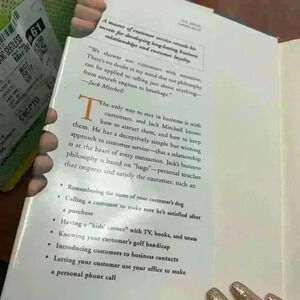 A master of customer service reveals his
secrets for developing long-lasting business
relationships and customer loyalty.
"We shower our customers with attention.
There's no doubt in my mind that our philosophy
can be applied to selling just about anything—
from aircraft engines to handbags."
—Jack Mitchell
The only way to stay in business is with
customers, and Jack Mitchell knows
how to attract them, and how to keep
them. He has a deceptively simple but winning
approach to customer service—that a relationship
is at the heart of every transaction. Jack's business
philosophy is based on "hugs"—personal touches
that impress and satisfy the customer, such as:
• Remembering the name of your customer's dog
• Calling a customer to make sure he's satisfied after
a purchase
• Having a "kids' corner" with TV, books, and treats
• Knowing your customer's golf handicap
• Introducing customers to business contacts
• Letting your customer use your office to make
a personal phone call